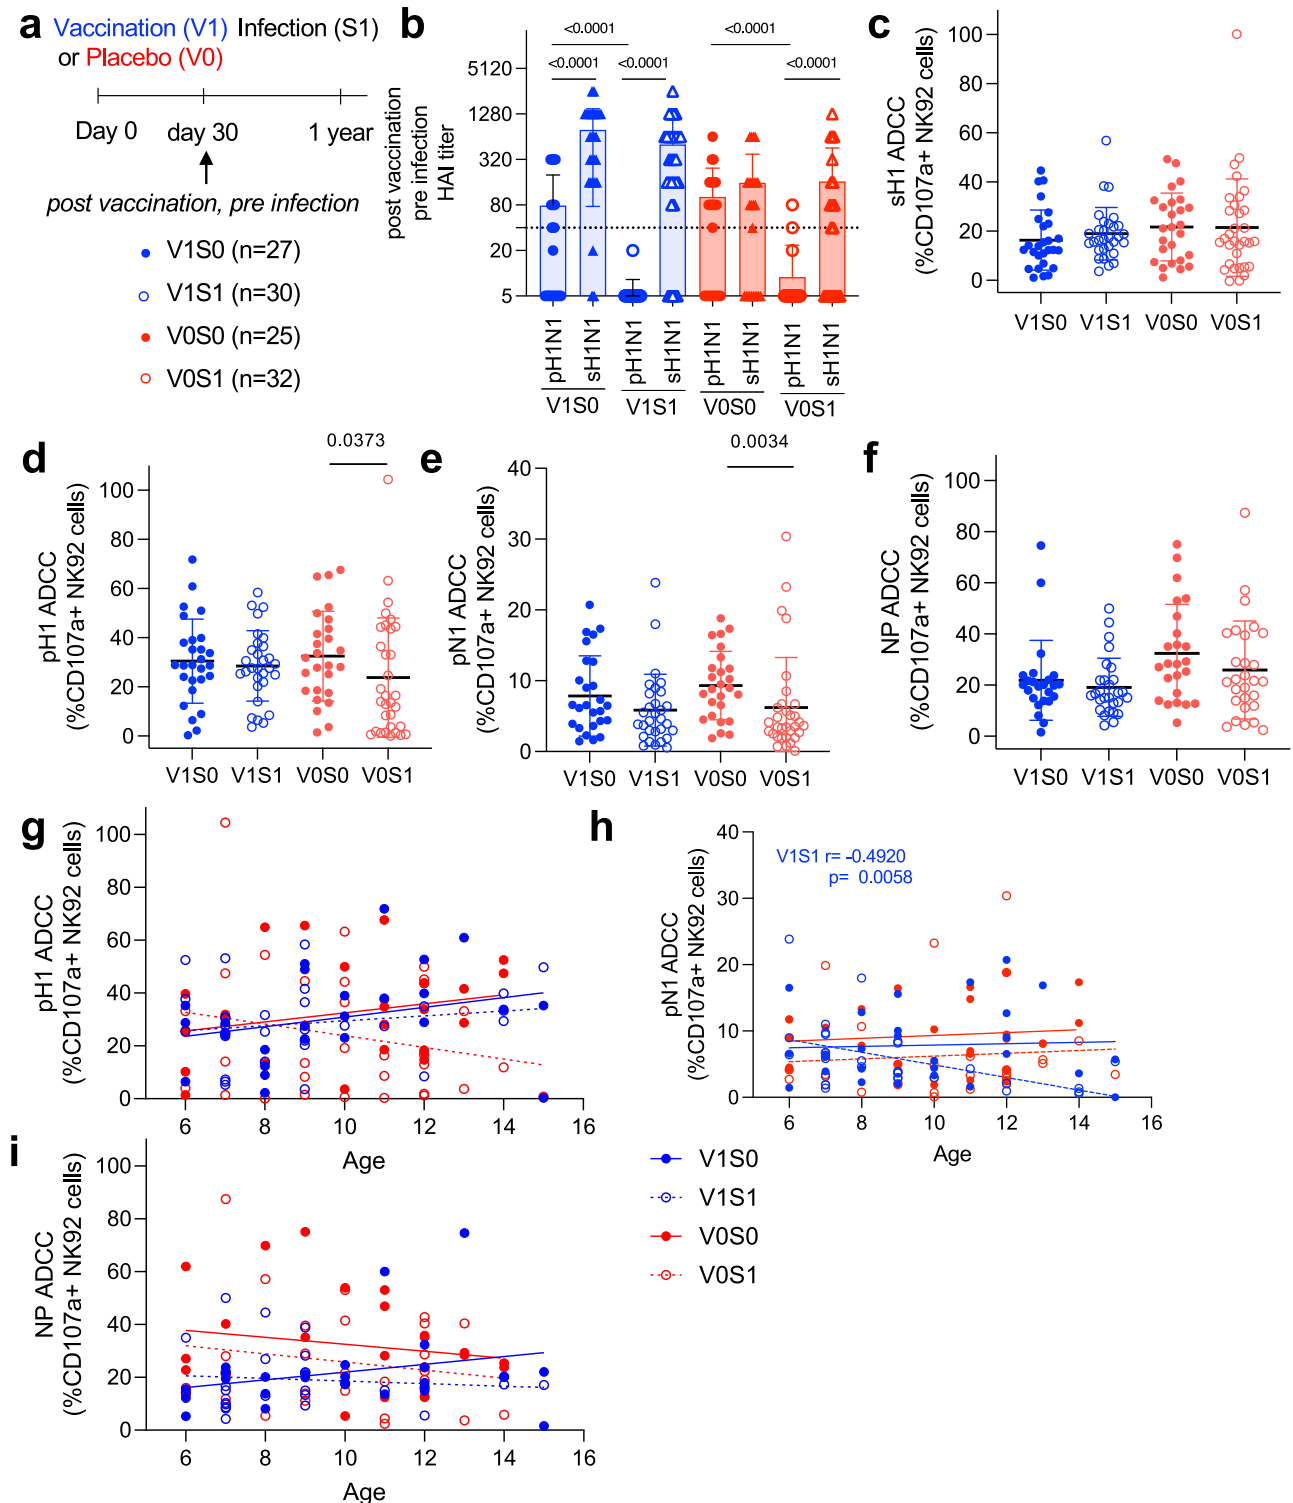 a
Vaccination (V1) Infection (S1)
or Placebo (V0)
Day 0 day 30 1 year
post vaccination, pre infection
V1S0 (n=27)
V1S1 (n=30)
V0S0 (n=25)
V0S1 (n=32)
b
post vaccination
pre infection
HAI titer
5120
1280
320
80
20
5
<0.0001 <0.0001
<0.0001 <0.0001 <0.0001
pH1N1 sH1N1 pH1N1 sH1N1 pH1N1 sH1N1 pH1N1 sH1N1
V1S0 V1S1 V0S0 V0S1
c
sH1 ADCC
(%CD107a+ NK92 cells)
100
80
60
40
20
0
V1S0 V1S1 V0S0 V0S1
d
pH1 ADCC
(%CD107a+ NK92 cells)
0.0373
100
80
60
40
20
0
V1S0 V1S1 V0S0 V0S1
e
pN1 ADCC
(%CD107a+ NK92 cells)
0.0034
40
30
20
10
0
V1S0 V1S1 V0S0 V0S1
f
NP ADCC
(%CD107a+ NK92 cells)
100
80
60
40
20
0
V1S0 V1S1 V0S0 V0S1
g
pH1 ADCC
(%CD107a+ NK92 cells)
100
80
60
40
20
0
6 8 10 12 14 16
Age
h
pN1 ADCC
(%CD107a+ NK92 cells)
V1S1 r= -0.4920
p= 0.0058
40
30
20
10
0
6 8 10 12 14 16
Age
V1S0
V1S1
V0S0
V0S1
i
NP ADCC
(%CD107a+ NK92 cells)
100
80
60
40
20
0
6 8 10 12 14 16
Age